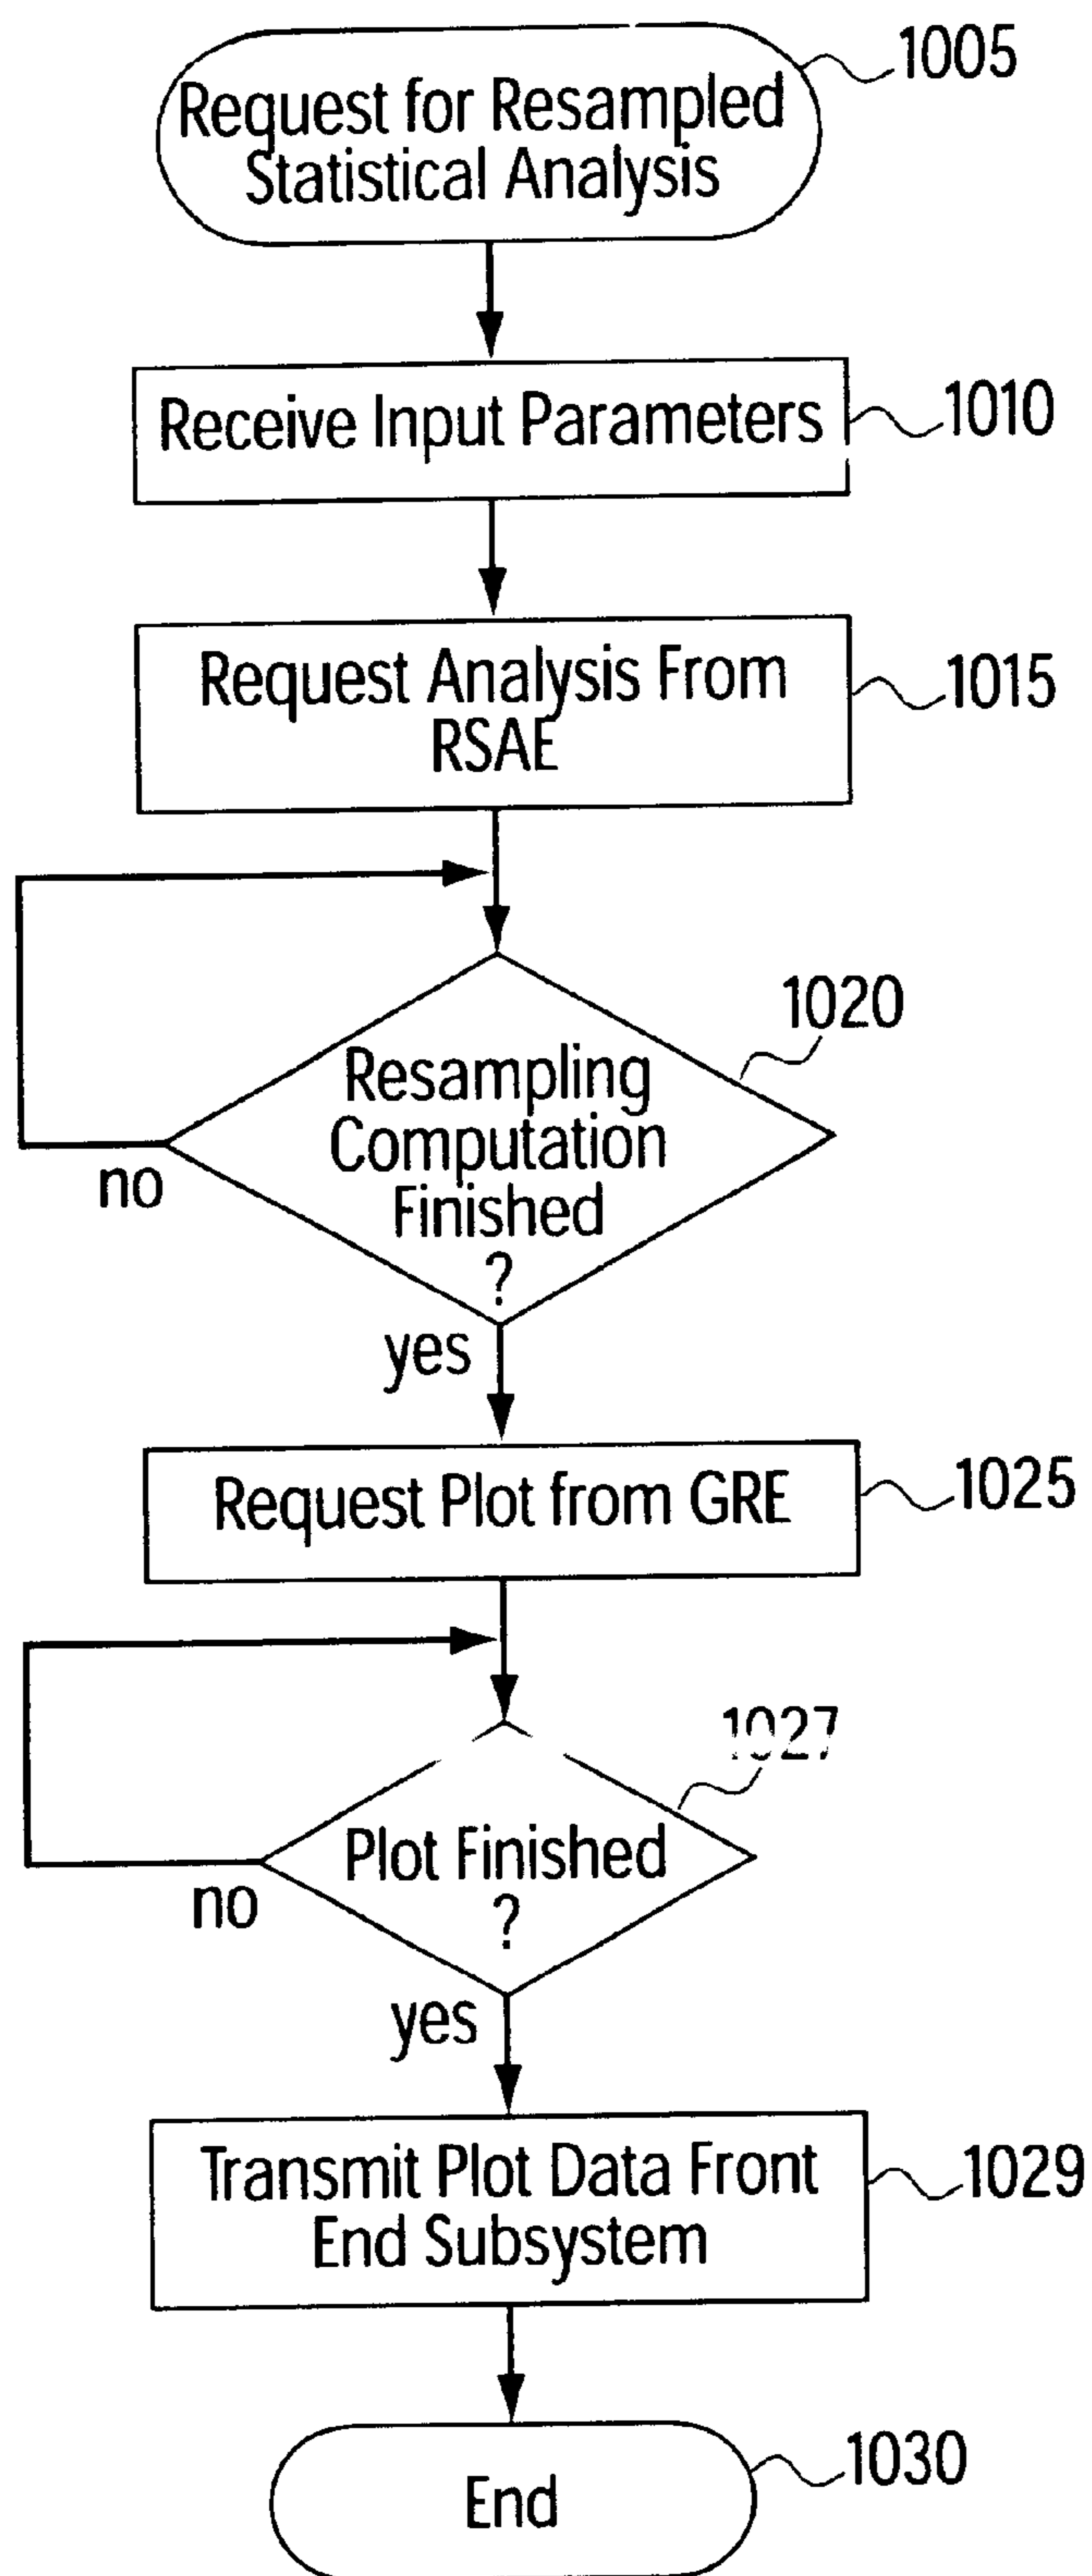 1005
Request for Resampled
Statistical Analysis
Receive Input Parameters
1010
Request Analysis From
RSAE
1015
1020
Resampling
Computation
Finished
?
no
yes
Request Plot from GRE
1025
1027
Plot Finished
?
no
yes
Transmit Plot Data Front
End Subsystem
1029
End
1030